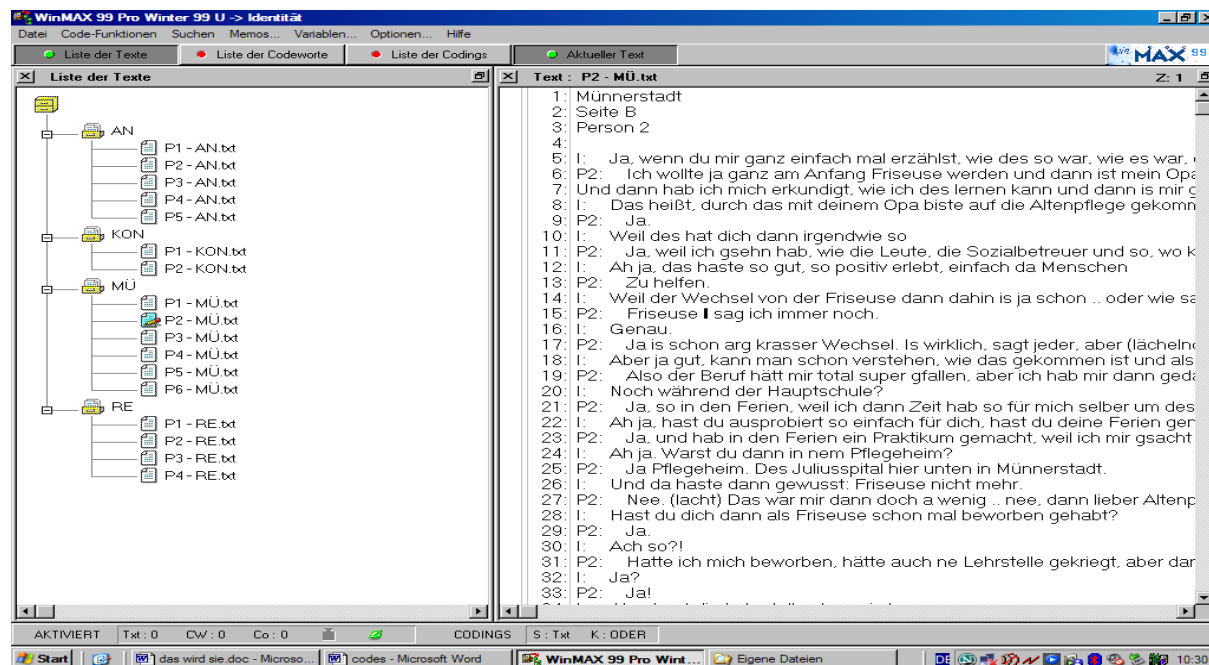 WinMAX 99 Pro Winter 99 U -> Identität
Datei Code-Funktionen Suchen Memos... Variablen... Optionen... Hilfe
Liste der Texte Liste der Codeworte Liste der Codings Aktueller Text MAX 99
Liste der Texte
AN
P1 - AN.txt
P2 - AN.txt
P3 - AN.txt
P4 - AN.txt
P5 - AN.txt
KON
P1 - KON.txt
P2 - KON.txt
MÜ
P1 - MÜ.txt
P2 - MÜ.txt
P3 - MÜ.txt
P4 - MÜ.txt
P5 - MÜ.txt
P6 - MÜ.txt
RE
P1 - RE.txt
P2 - RE.txt
P3 - RE.txt
P4 - RE.txt
Text : P2 - MÜ.txt Z: 1
1: Münnerstadt
2: Seite B
3: Person 2
4:
5: I: Ja, wenn du mir ganz einfach mal erzählst, wie des so war, wie es war,
6: P2: Ich wollte ja ganz am Anfang Friseuse werden und dann ist mein Opa
7: Und dann hab ich mich erkundigt, wie ich des lernen kann und dann is mir
8: I: Das heißt, durch das mit deinem Opa biste auf die Altenpflege gekomm
9: P2: Ja.
10: I: Weil des hat dich dann irgendwie so
11: P2: Ja, weil ich gsehn hab, wie die Leute, die Sozialbetreuer und so, wo k
12: I: Ah ja, das haste so gut, so positiv erlebt, einfach da Menschen
13: P2: Zu helfen.
14: I: Weil der Wechsel von der Friseuse dann dahin is ja schon .. oder wie sa
15: P2: Friseuse I sag ich immer noch.
16: I: Genau.
17: P2: Ja is schon arg krasser Wechsel. Is wirklich, sagt jeder, aber (lächeln
18: I: Aber ja gut, kann man schon verstehen, wie das gekommen ist und als
19: P2: Also der Beruf hätt mir total super gfallen, aber ich hab mir dann ged
20: I: Noch während der Hauptschule?
21: P2: Ja, so in den Ferien, weil ich dann Zeit hab so für mich selber um des
22: I: Ah ja, hast du ausprobiert so einfach für dich, hast du deine Ferien ger
23: P2: Ja, und hab in den Ferien ein Praktikum gemacht, weil ich mir gsacht
24: I: Ah ja. Warst du dann in nem Pflegeheim?
25: P2: Ja Pflegeheim. Des Juliusspital hier unten in Münnerstadt.
26: I: Und da haste dann gewusst: Friseuse nicht mehr.
27: P2: Nee. (lacht) Das war mir dann doch a wenig .. nee, dann lieber Altenp
28: I: Hast du dich dann als Friseuse schon mal beworben gehabt?
29: P2: Ja.
30: I: Ach so?!
31: P2: Hatte ich mich beworben, hätte auch ne Lehrstelle gekriegt, aber dar
32: I: Ja?
33: P2: Ja!
AKTIVIERT Txt : 0 CW : 0 Co : 0 CODINGS S : Txt K : ODER
Start das wird sie.doc - Microso... codes - Microsoft Word WinMAX 99 Pro Wint... Eigene Dateien DE 10:30